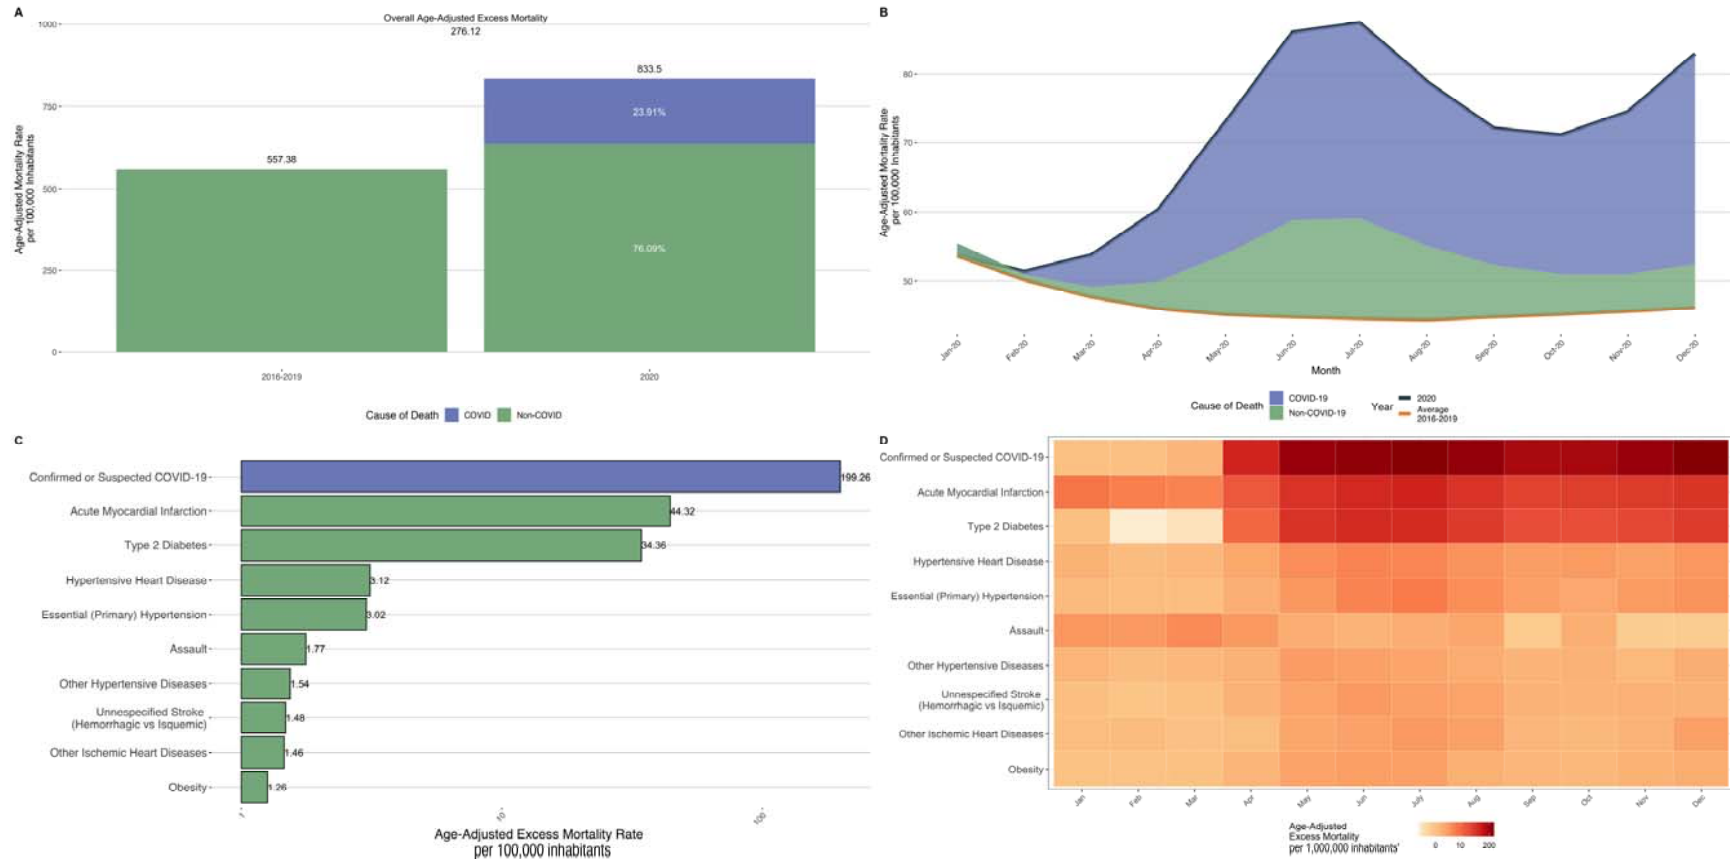 A
Overall Age-Adjusted Excess Mortality
276.12
1000
750
500
250
0
Age-Adjusted Mortality Rate
per 100,000 Inhabitants
557.38
833.5
23.91%
76.09%
2016-2019
2020
Cause of Death
COVID
Non-COVID
B
80
70
60
50
Age-Adjusted Mortality Rate
per 100,000 Inhabitants
Jan-20
Feb-20
Mar-20
Apr-20
May-20
Jun-20
Jul-20
Aug-20
Sep-20
Oct-20
Nov-20
Dec-20
Month
Cause of Death
COVID-19
Non-COVID-19
Year
2020
Average
2016-2019
C
Confirmed or Suspected COVID-19
199.26
Acute Myocardial Infarction
44.32
Type 2 Diabetes
34.36
Hypertensive Heart Disease
3.12
Essential (Primary) Hypertension
3.02
Assault
1.77
Other Hypertensive Diseases
1.54
Unnespecified Stroke
(Hemorrhagic vs Isquemic)
1.48
Other Ischemic Heart Diseases
1.46
Obesity
1.26
1
10
100
Age-Adjusted Excess Mortality Rate
per 100,000 inhabitants
D
Confirmed or Suspected COVID-19
Acute Myocardial Infarction
Type 2 Diabetes
Hypertensive Heart Disease
Essential (Primary) Hypertension
Assault
Other Hypertensive Diseases
Unnespecified Stroke
(Hemorrhagic vs Isquemic)
Other Ischemic Heart Diseases
Obesity
Jan
Feb
Mar
Apr
May
Jun
July
Aug
Sep
Oct
Nov
Dec
Age-Adjusted
Excess Mortality
per 1,000,000 inhabitants'
0
10
200